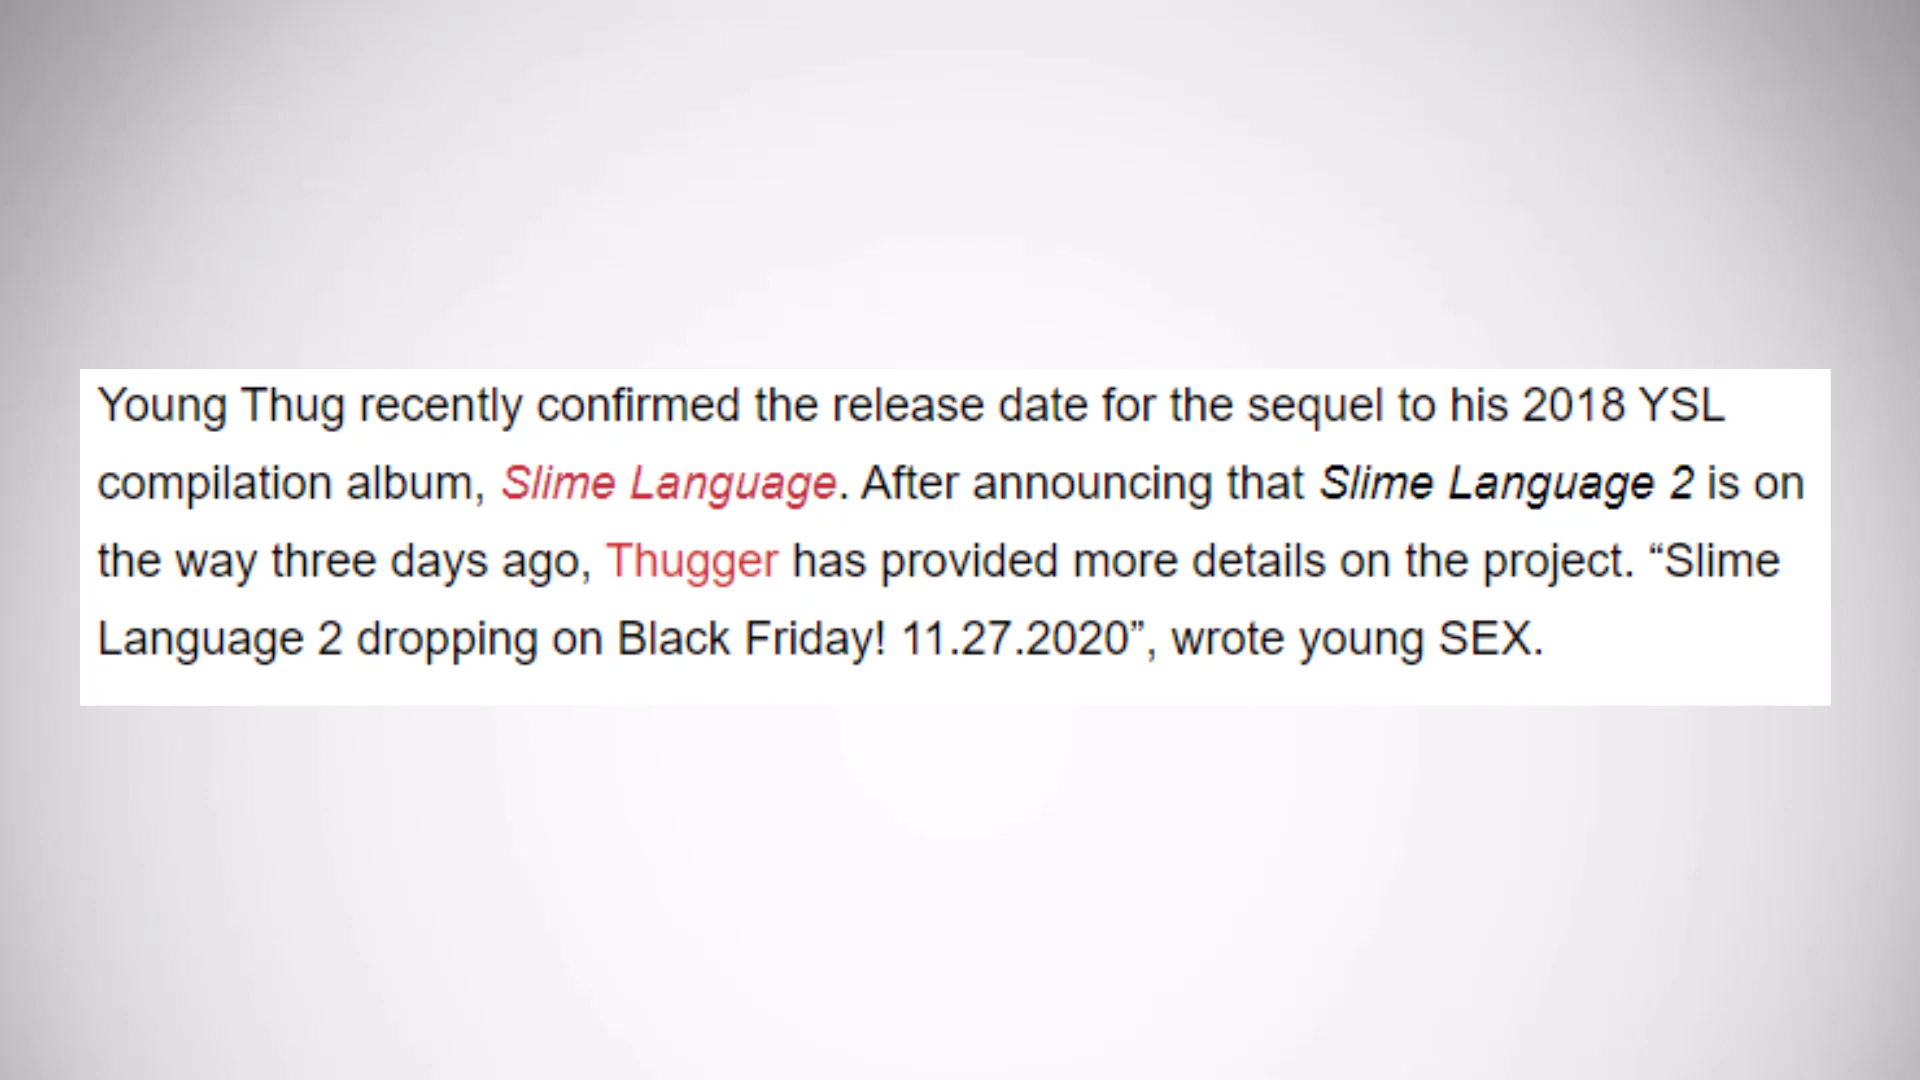 Young Thug recently confirmed the release date for the sequel to his 2018 YSL
compilation album, Slime Language. After announcing that Slime Language 2 is on
the way three days ago, Thugger has provided more details on the project. “Slime
Language 2 dropping on Black Friday! 11.27.2020”, wrote young SEX.